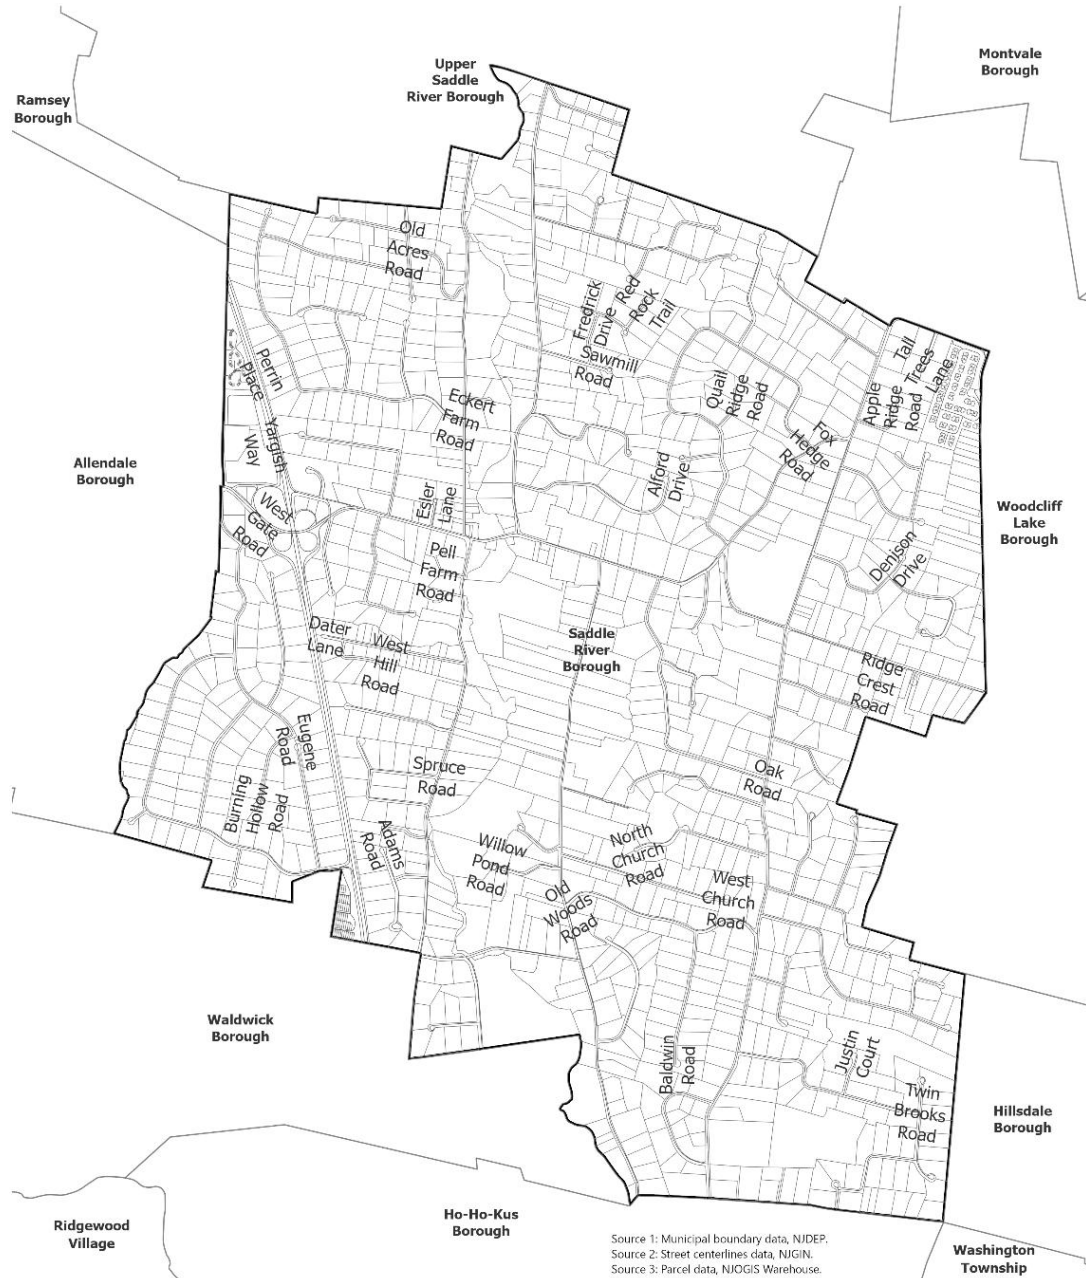 Montvale
Borough
Upper
Saddle
River Borough
Ramsey
Borough
Old
Acres
Road
Fredrick
Drive
Red
Rock
Trail
Sawmill
Road
Tall
Trees
Lane
Perrin
Place
Quail
Ridge
Road
Apple
Ridge
Road
Eckert
Farm
Road
Fox
Hedge
Road
Yargish
Way
Allendale
Borough
Alford
Drive
Esler
Lane
West
Gate
Road
Woodcliff
Lake
Borough
Pell
Farm
Road
Denison
Drive
Dater
Lane
West
Hill
Road
Saddle
River
Borough
Ridge
Crest
Road
Eugene
Road
Spruce
Road
Oak
Road
Burning
Hollow
Road
Adams
Road
Willow
Pond
Road
North
Church
Road
West
Church
Road
Old
Woods
Road
Waldwick
Borough
Baldwin
Road
Justin
Court
Twin
Brooks
Road
Hillsdale
Borough
Ridgewood
Village
Ho-Ho-Kus
Borough
Washington
Township
Source 1: Municipal boundary data, NJDEP.
Source 2: Street centerlines data, NJGIN.
Source 3: Parcel data, NJOGIS Warehouse.